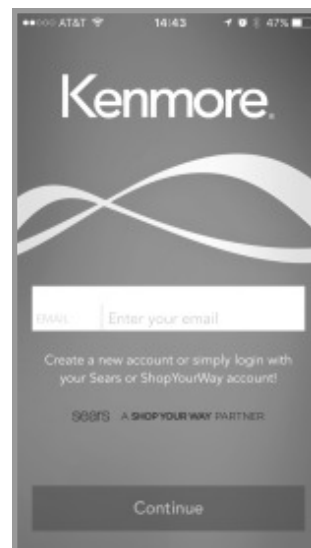 AT&T 14:43 47%
Kenmore.
EMAIL Enter your email
Create a new account or simply login with
your Sears or ShopYourWay account!
sears A SHOP YOUR WAY PARTNER
Continue